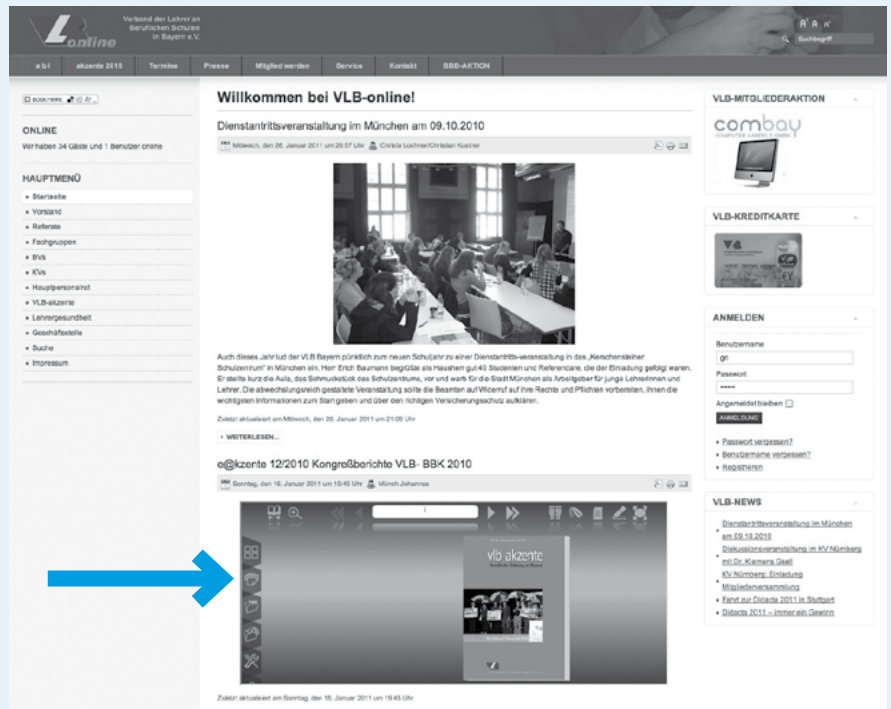 VL online
Verband der Lehrer an
Beruflichen Schulen
in Bayern e.V.
A A A
Suchbegriff
e b l akzente 2010 Termine Presse Mitglied werden Service Kontakt BBB-AKTION
BOOKMARK
ONLINE
Wir haben 34 Gäste und 1 Benutzer online
HAUPTMENÜ
Startseite
Vorstand
Referate
Fachgruppen
BVs
KVs
Hauptpersonalrat
VLB-akzente
Lehrergesundheit
Geschäftsstelle
Suche
Impressum
Willkommen bei VLB-online!
Dienstantrittsveranstaltung im München am 09.10.2010
Mittwoch, den 26. Januar 2011 um 20:57 Uhr Christa Lochner/Christian Kustner
Auch dieses Jahr lud der VLB Bayern pünktlich zum neuen Schuljahr zu einer Dienstantritts-veranstaltung in das „Kerschensteiner
Schulzentrum" in München ein. Herr Erich Baumann begrüßte als Hausherr gut 40 Studenten und Referendare, die der Einladung gefolgt waren.
Er stellte kurz die Aula, das Schmuckstück des Schulzentrums, vor und warb für die Stadt München als Arbeitgeber für junge Lehrerinnen und
Lehrer. Die abwechslungsreich gestaltete Veranstaltung sollte die Beamten auf Widerruf auf ihre Rechte und Pflichten vorbereiten, ihnen die
wichtigsten Informationen zum Start geben und über den richtigen Versicherungsschutz aufklären.
Zuletzt aktualisiert am Mittwoch, den 26. Januar 2011 um 21:09 Uhr
WEITERLESEN...
e@kzente 12/2010 Kongreßberichte VLB- BBK 2010
Sonntag, den 16. Januar 2011 um 19:45 Uhr Münch Johannes
1
vlb-akzente
Zuletzt aktualisiert am Sonntag, den 16. Januar 2011 um 19:45 Uhr
VLB-MITGLIEDERAKTION
combay
COMPUTER HANDELS GMBH
VLB-KREDITKARTE
ANMELDEN
Benutzername
gn
Passwort
Angemeldet bleiben
ANMELDUNG
Passwort vergessen?
Benutzername vergessen?
Registrieren
VLB-NEWS
Dienstantrittsveranstaltung im München
am 09.10.2010
Diskussionsveranstaltung im KV Nürnberg
mit Dr. Klemens Gsell
KV Nürnberg: Einladung
Mitgliederversammlung
Fahrt zur Didacta 2011 in Stuttgart
Didacta 2011 – immer ein Gewinn